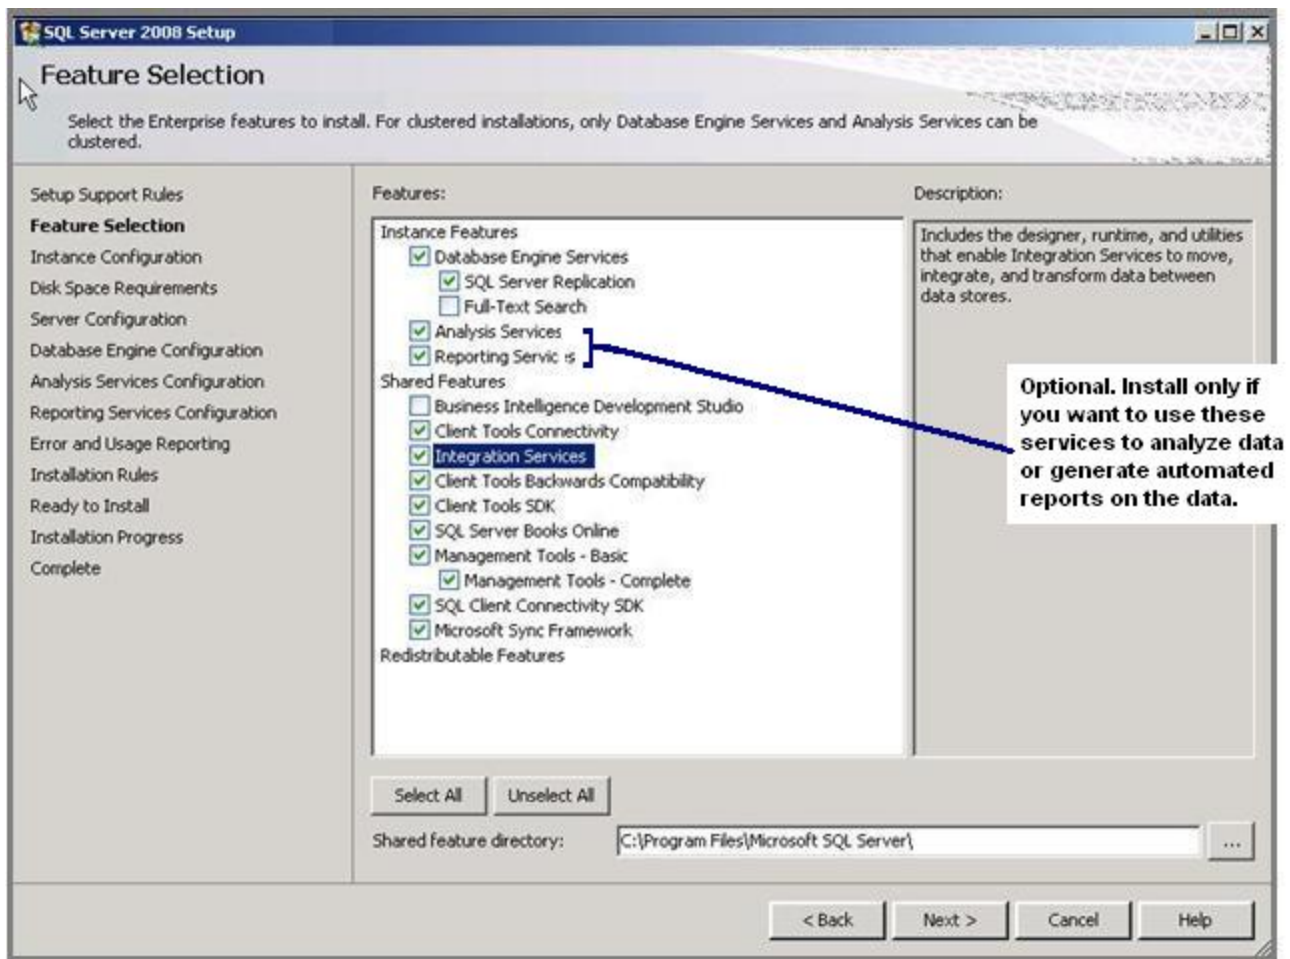 SQL Server 2008 Setup
Feature Selection
Select the Enterprise features to install. For clustered installations, only Database Engine Services and Analysis Services can be
clustered.
Setup Support Rules
Feature Selection
Instance Configuration
Disk Space Requirements
Server Configuration
Database Engine Configuration
Analysis Services Configuration
Reporting Services Configuration
Error and Usage Reporting
Installation Rules
Ready to Install
Installation Progress
Complete
Features:
Instance Features
Database Engine Services
SQL Server Replication
Full-Text Search
Analysis Services
Reporting Services
Shared Features
Business Intelligence Development Studio
Client Tools Connectivity
Integration Services
Client Tools Backwards Compatibility
Client Tools SDK
SQL Server Books Online
Management Tools - Basic
Management Tools - Complete
SQL Client Connectivity SDK
Microsoft Sync Framework
Redistributable Features
Description:
Includes the designer, runtime, and utilities
that enable Integration Services to move,
integrate, and transform data between
data stores.
Optional. Install only if
you want to use these
services to analyze data
or generate automated
reports on the data.
Select All
Unselect All
Shared feature directory:
C:\Program Files\Microsoft SQL Server\
...
< Back
Next >
Cancel
Help